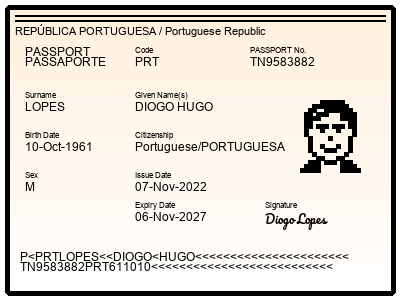 REPÚBLICA PORTUGUESA / Portuguese Republic
PASSPORT
PASSAPORTE
Code
PRT
PASSPORT No.
TN9583882
Surname
LOPES
Given Name(s)
DIOGO HUGO
Birth Date
10-Oct-1961
Citizenship
Portuguese/PORTUGUESA
Sex
M
Issue Date
07-Nov-2022
Expiry Date
06-Nov-2027
Signature
Diogo Lopes
P<PRTLOPES<<DIOGO<HUGO<<<<<<<<<<<<<<<<<<<<<<
TN9583882PRT611010<<<<<<<<<<<<<<<<<<<<<<<<<<